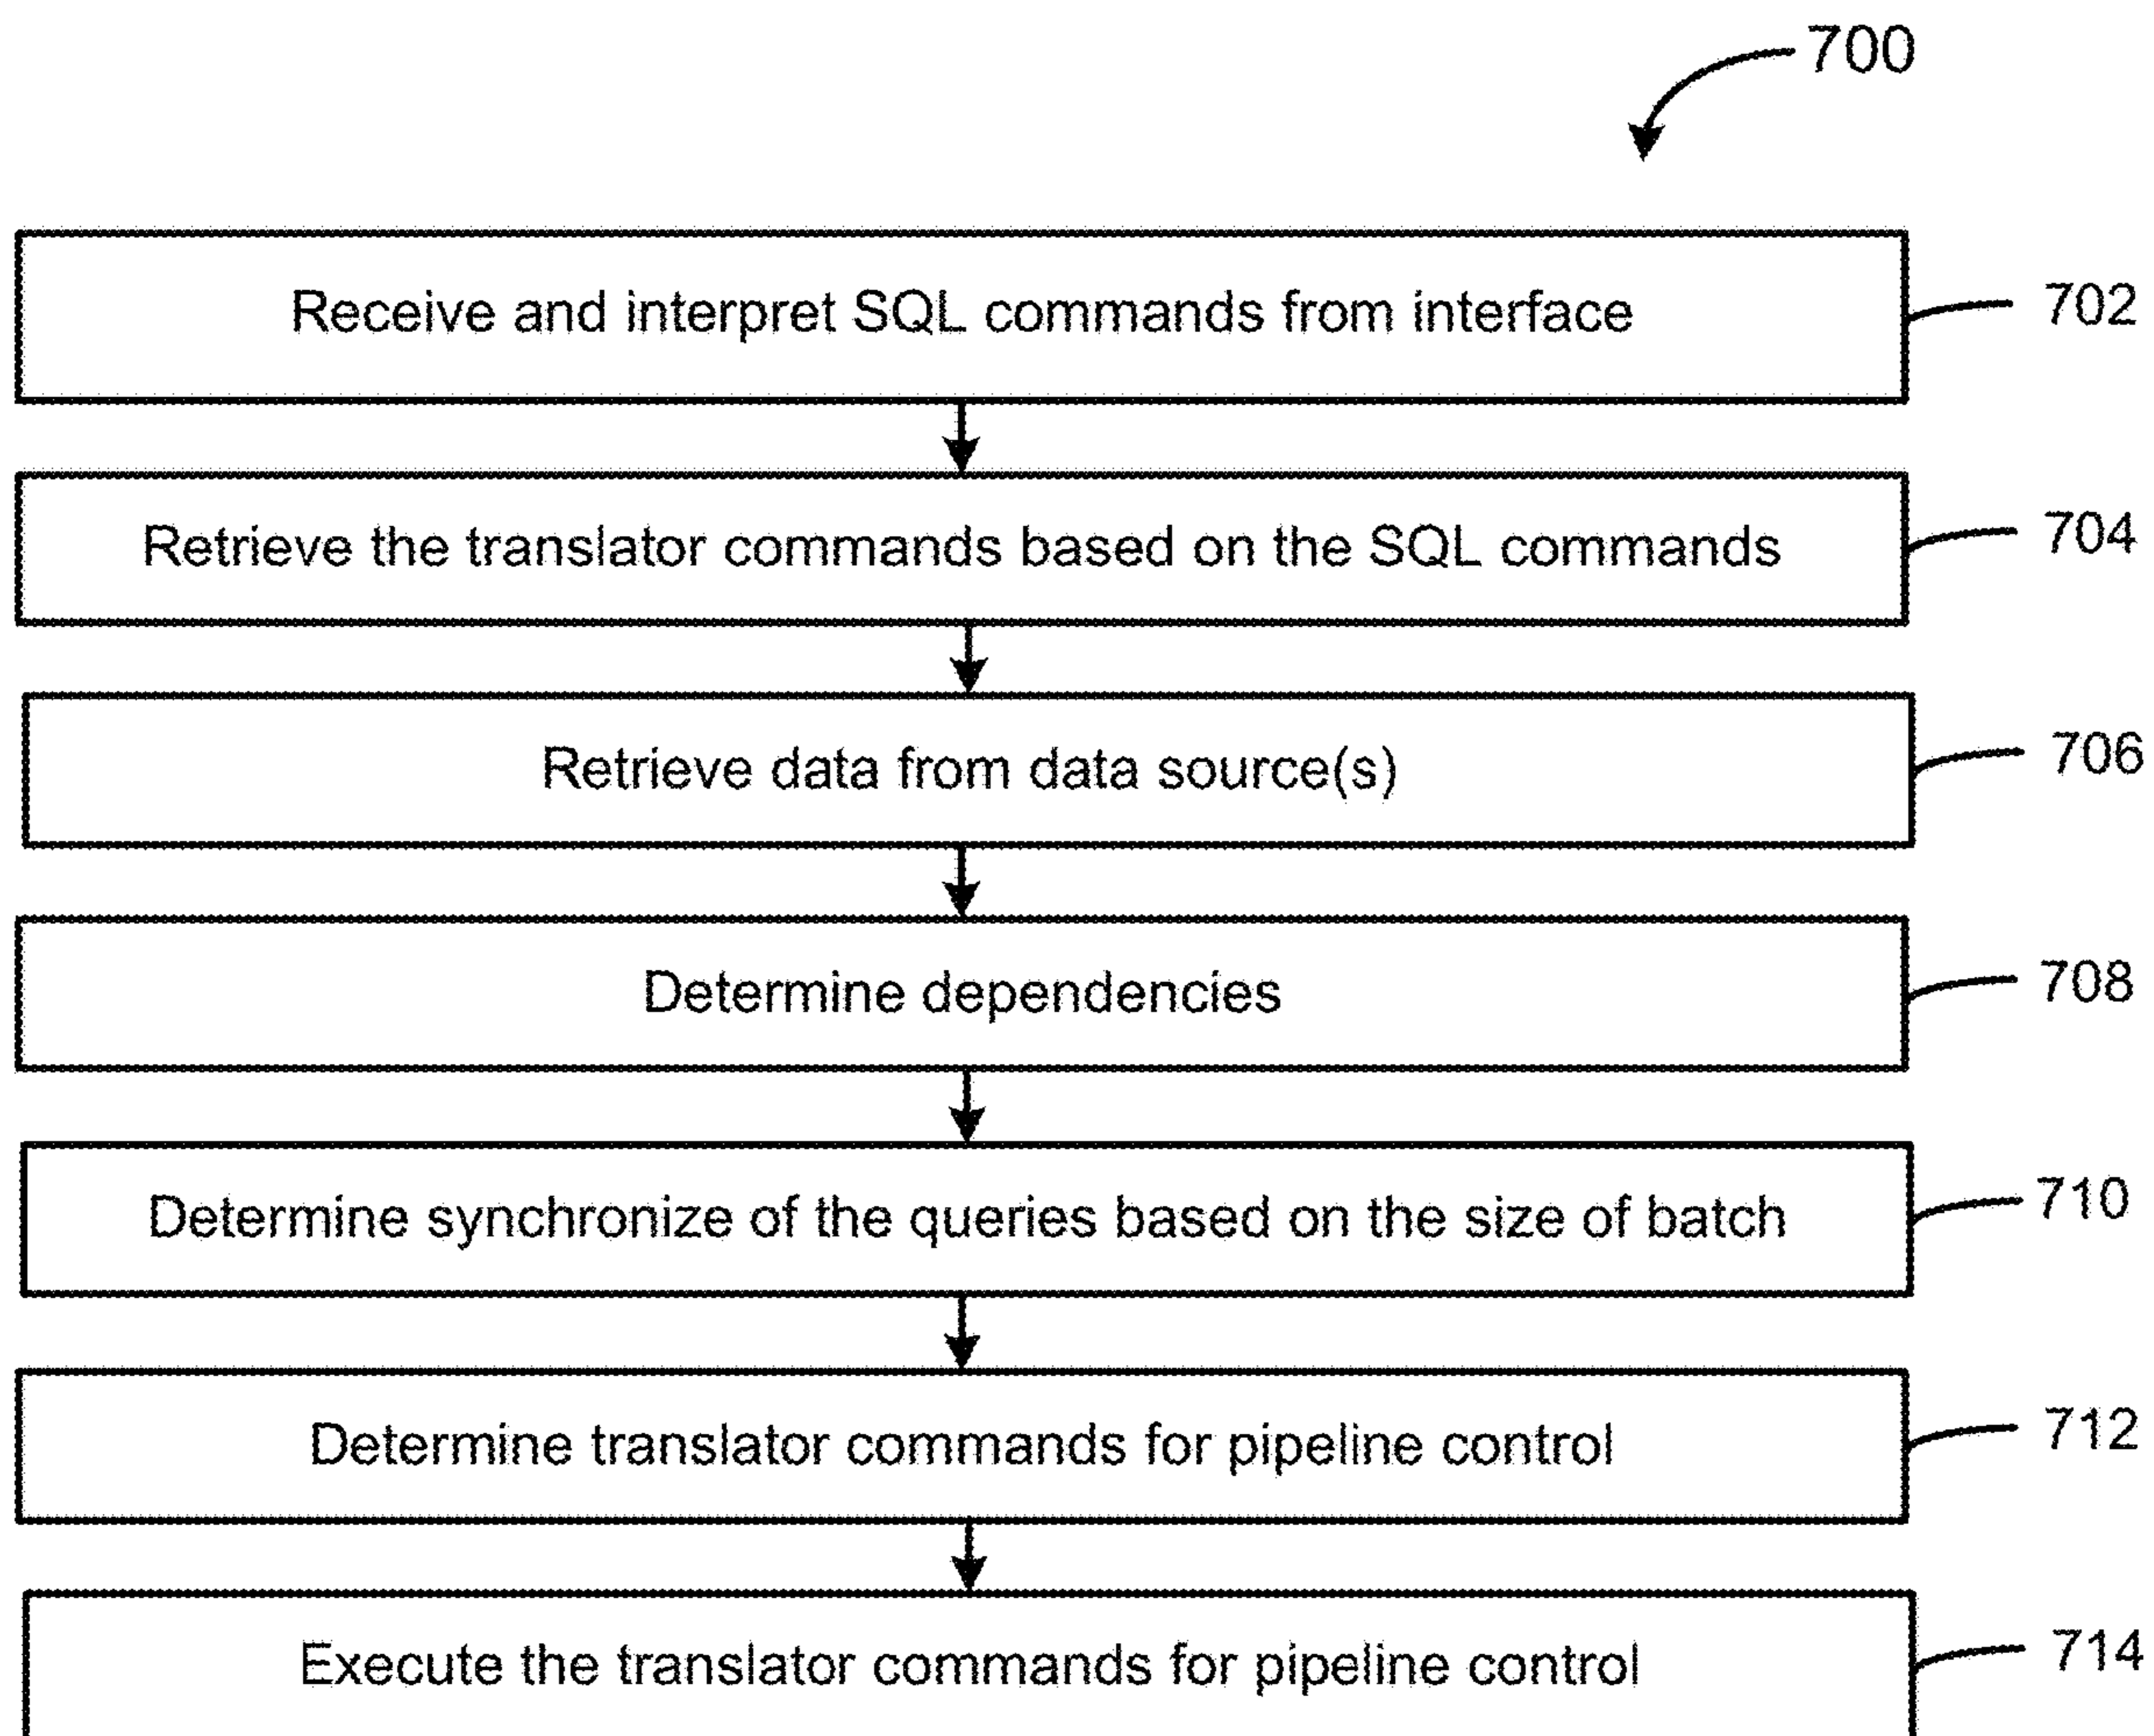 700
Receive and interpret SQL commands from interface
702
Retrieve the translator commands based on the SQL commands
704
Retrieve data from data source(s)
706
Determine dependencies
708
Determine synchronize of the queries based on the size of batch
710
Determine translator commands for pipeline control
712
Execute the translator commands for pipeline control
714